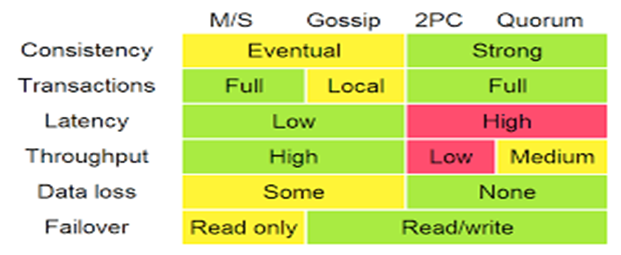 M/S Gossip 2PC Quorum
Consistency Eventual Strong
Transactions Full Local Full
Latency Low High
Throughput High Low Medium
Data loss Some None
Failover Read only Read/write